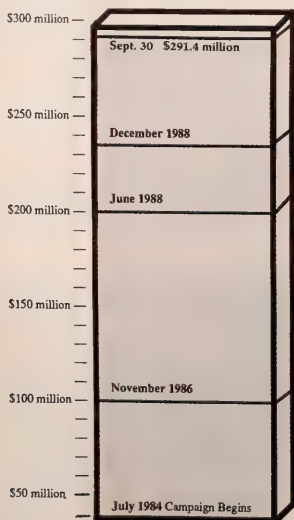 $300 million
Sept. 30 $291.4 million
$250 million
December 1988
June 1988
$200 million
$150 million
November 1986
$100 million
$50 million
July 1984 Campaign Begins